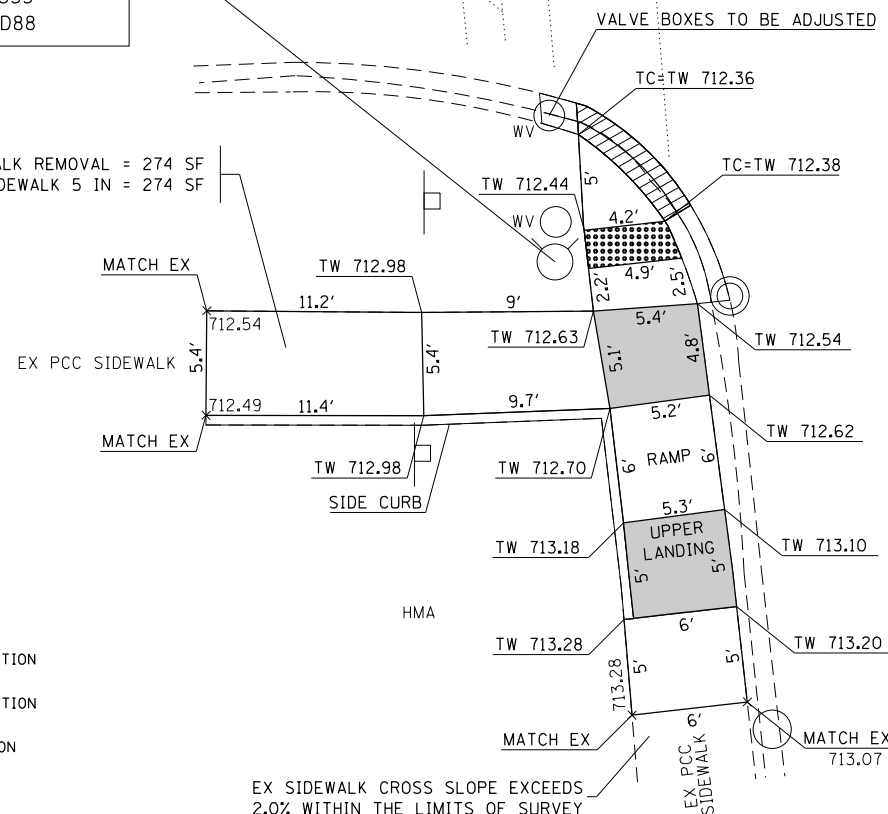 D88
VALVE BOXES TO BE ADJUSTED
TC=TW 712.36
WV
ALK REMOVAL = 274 SF
DEWALK 5 IN = 274 SF
TC=TW 712.38
TW 712.44
5'
4.2'
WV
MATCH EX
TW 712.98
4.9'
2.2'
2.5'
11.2'
9'
712.54
5.4'
TW 712.63
TW 712.54
EX PCC SIDEWALK
5.4'
5.4'
5.1'
4.8'
712.49
11.4'
9.7'
5.2'
TW 712.62
MATCH EX
TW 712.98
TW 712.70
6'
RAMP
6'
SIDE CURB
5.3'
UPPER
LANDING
TW 713.18
TW 713.10
5'
5'
HMA
6'
TW 713.28
TW 713.20
TION
713.28
5'
5'
TION
6'
MATCH EX
MATCH EX
713.07
ON
EX PCC
SIDEWALK
EX SIDEWALK CROSS SLOPE EXCEEDS
2.0% WITHIN THE LIMITS OF SURVEY